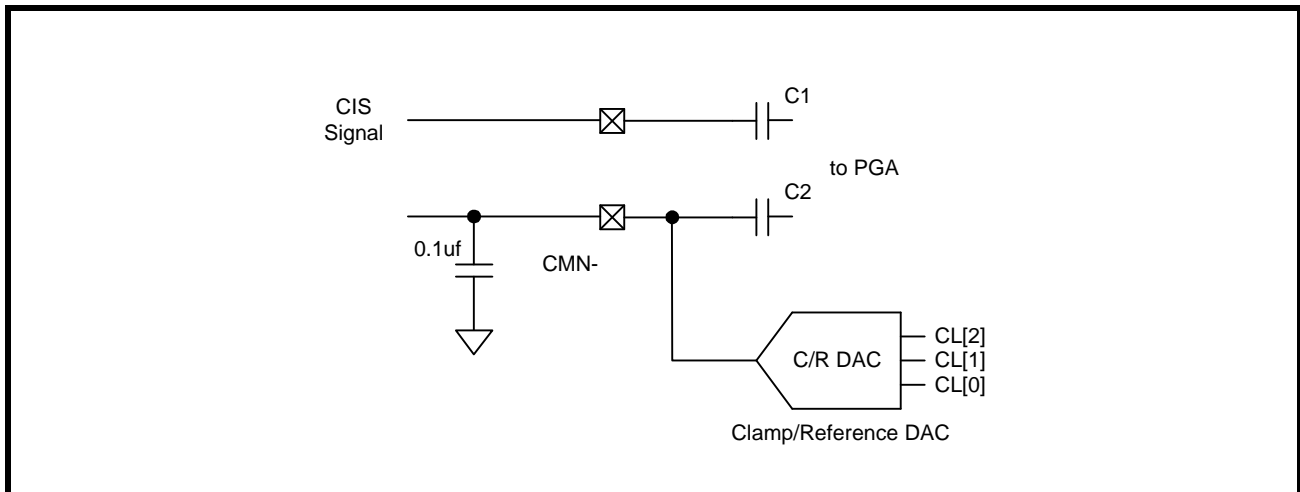 CIS
Signal
C1
to PGA
C2
0.1uf
CMN-
C/R DAC
CL[2]
CL[1]
CL[0]
Clamp/Reference DAC